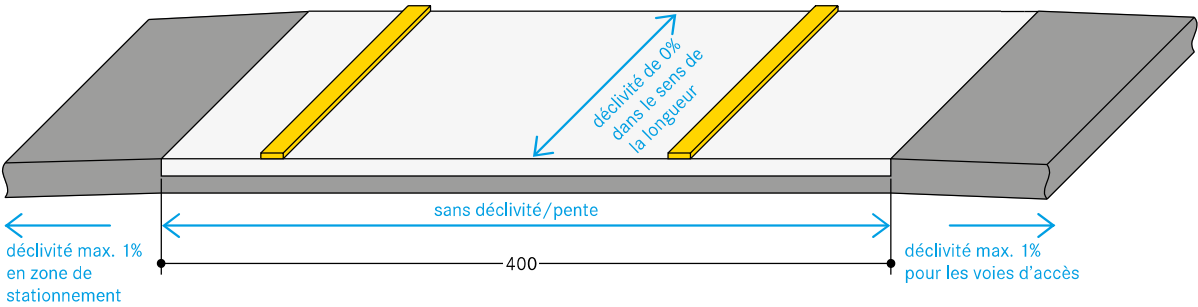 déclivité de 0%
dans le sens de
la longueur
sans déclivité/pente
déclivité max. 1%
en zone de
stationnement
400
déclivité max. 1%
pour les voies d'accès